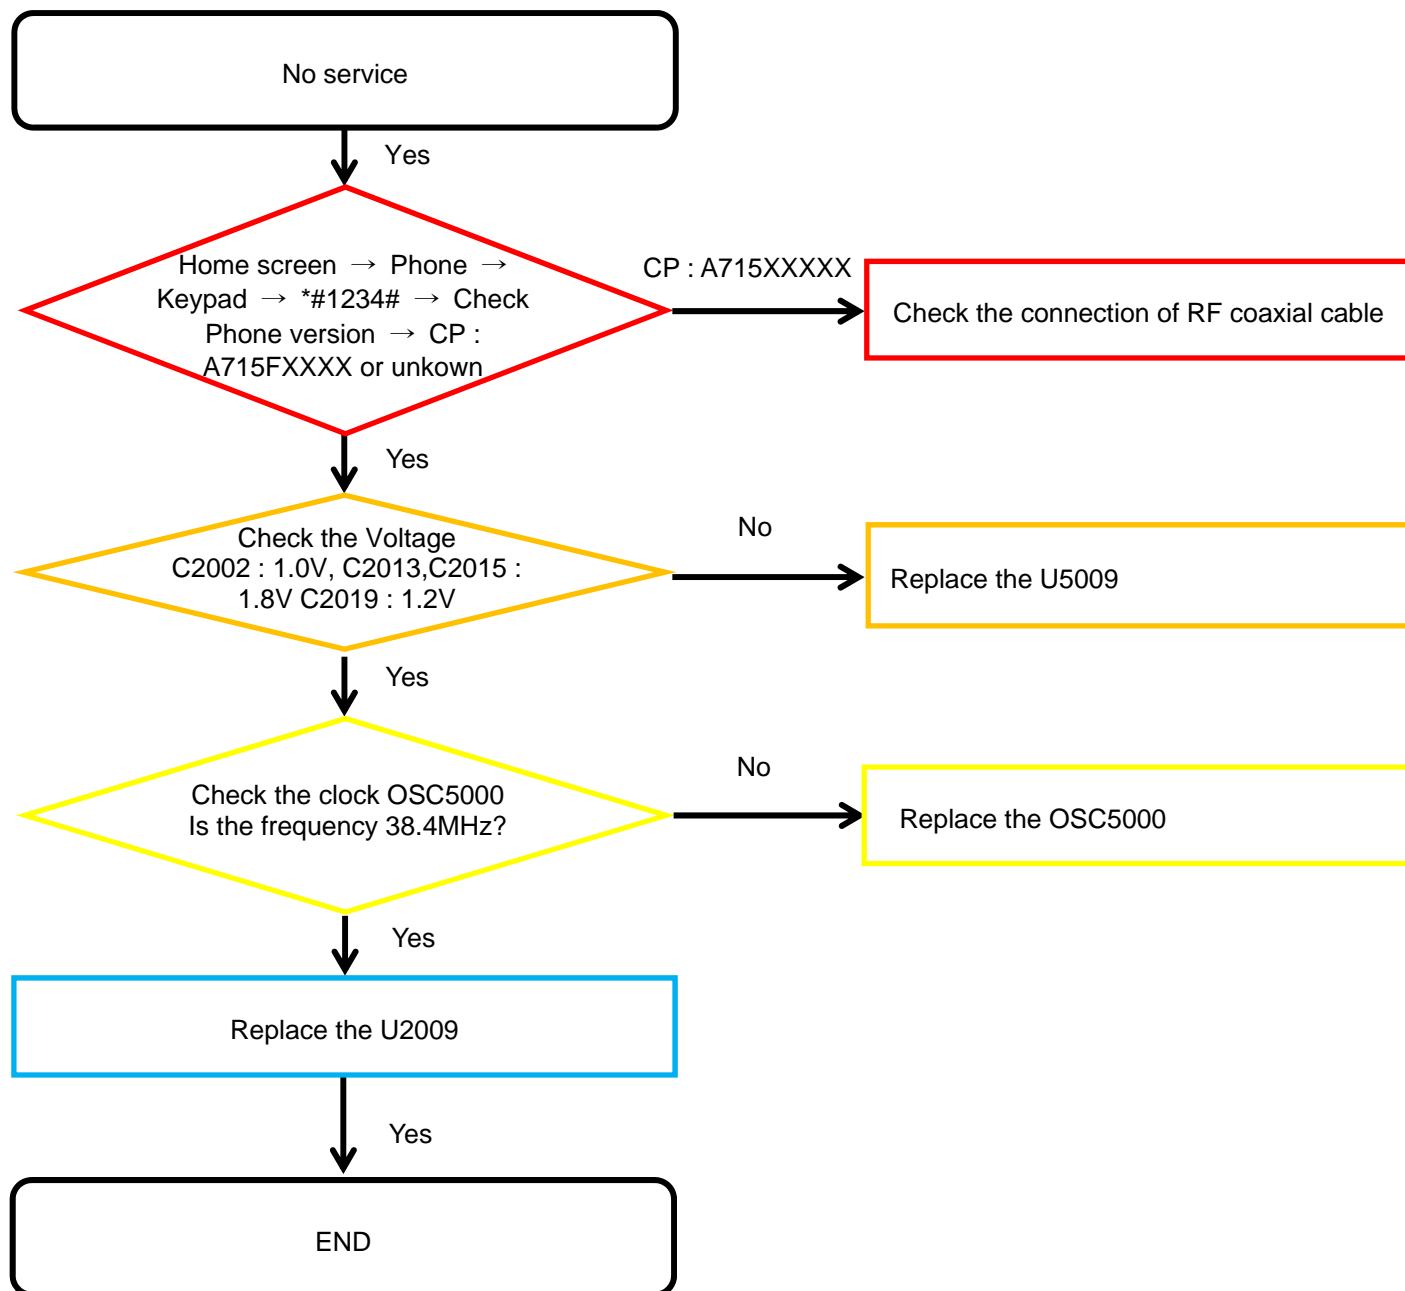 No service
Yes
Home screen → Phone →
Keypad → *#1234# → Check
Phone version → CP :
A715FXXXX or unkown
CP : A715XXXXX
Check the connection of RF coaxial cable
Yes
Check the Voltage
C2002 : 1.0V, C2013,C2015 :
1.8V C2019 : 1.2V
No
Replace the U5009
Yes
Check the clock OSC5000
Is the frequency 38.4MHz?
No
Replace the OSC5000
Yes
Replace the U2009
Yes
END